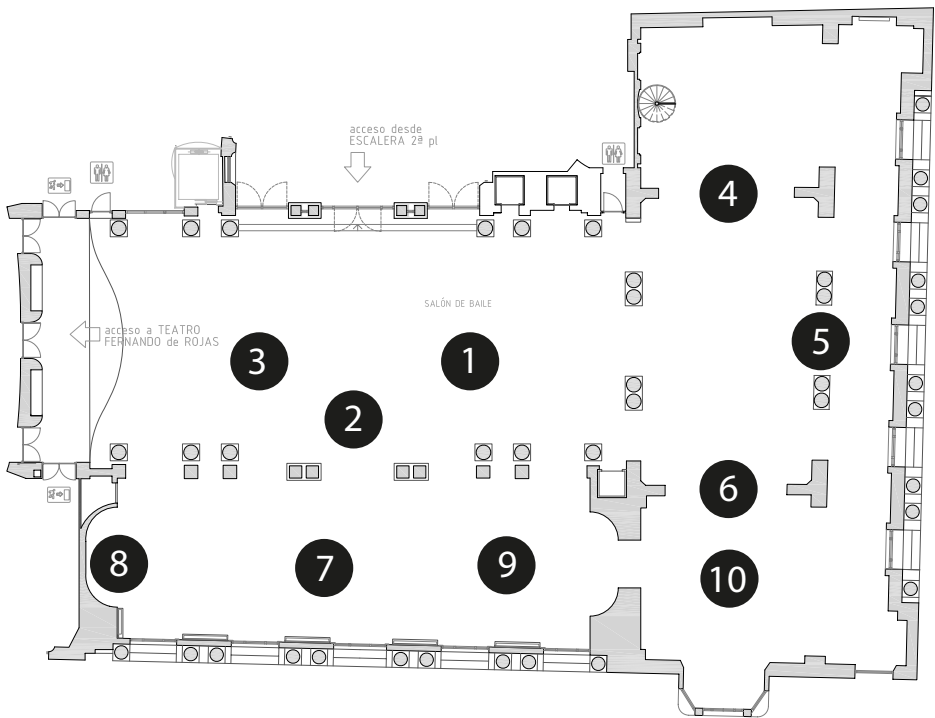 acceso desde
ESCALERA 2ª pl
4
SALÓN DE BAILE
acceso a TEATRO
FERNANDO de ROJAS
3
1
5
2
6
8
7
9
10